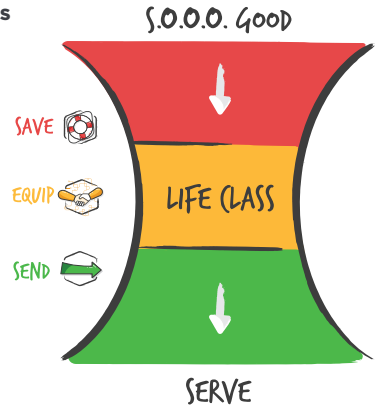 s
S.O.O.O. GOOD
SAVE
EQUIP
LIFE CLASS
SEND
SERVE